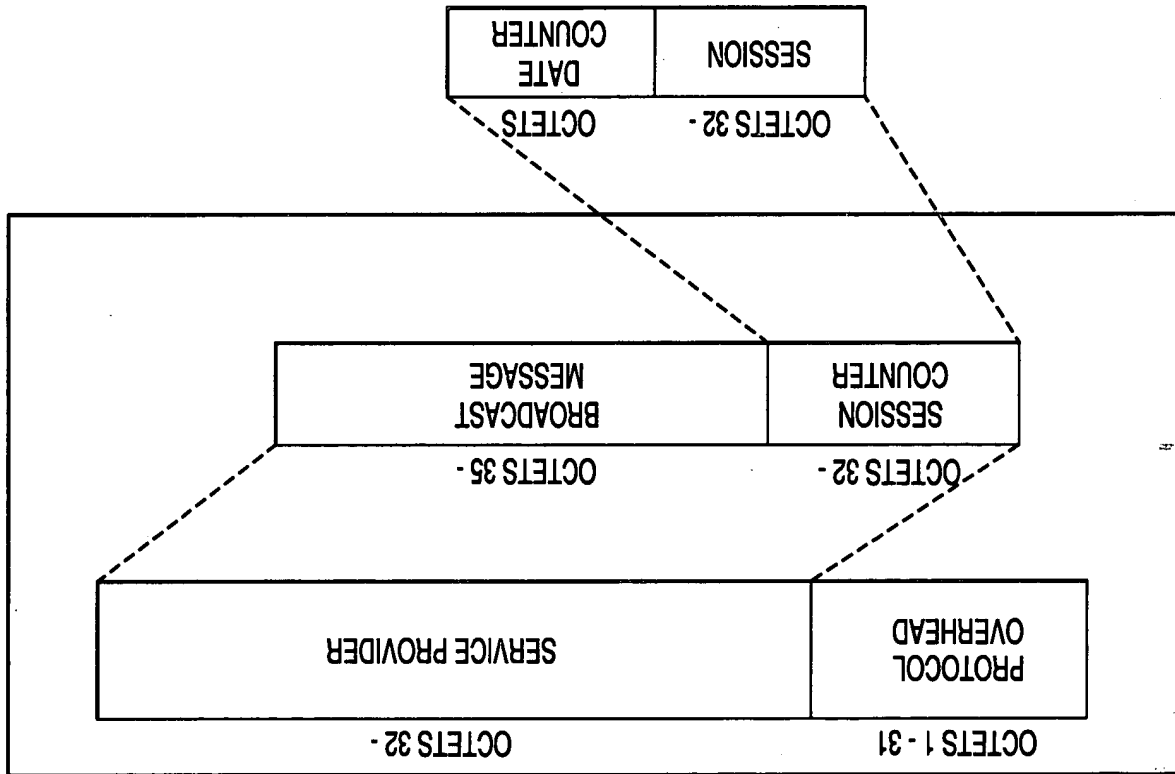 OCTETS 1 - 31
OCTETS 32 -
PROTOCOL
OVERHEAD
SERVICE PROVIDER
OCTETS 32 -
OCTETS 35 -
SESSION
COUNTER
BROADCAST
MESSAGE
OCTETS 32 -
OCTETS
SESSION
DATE
COUNTER